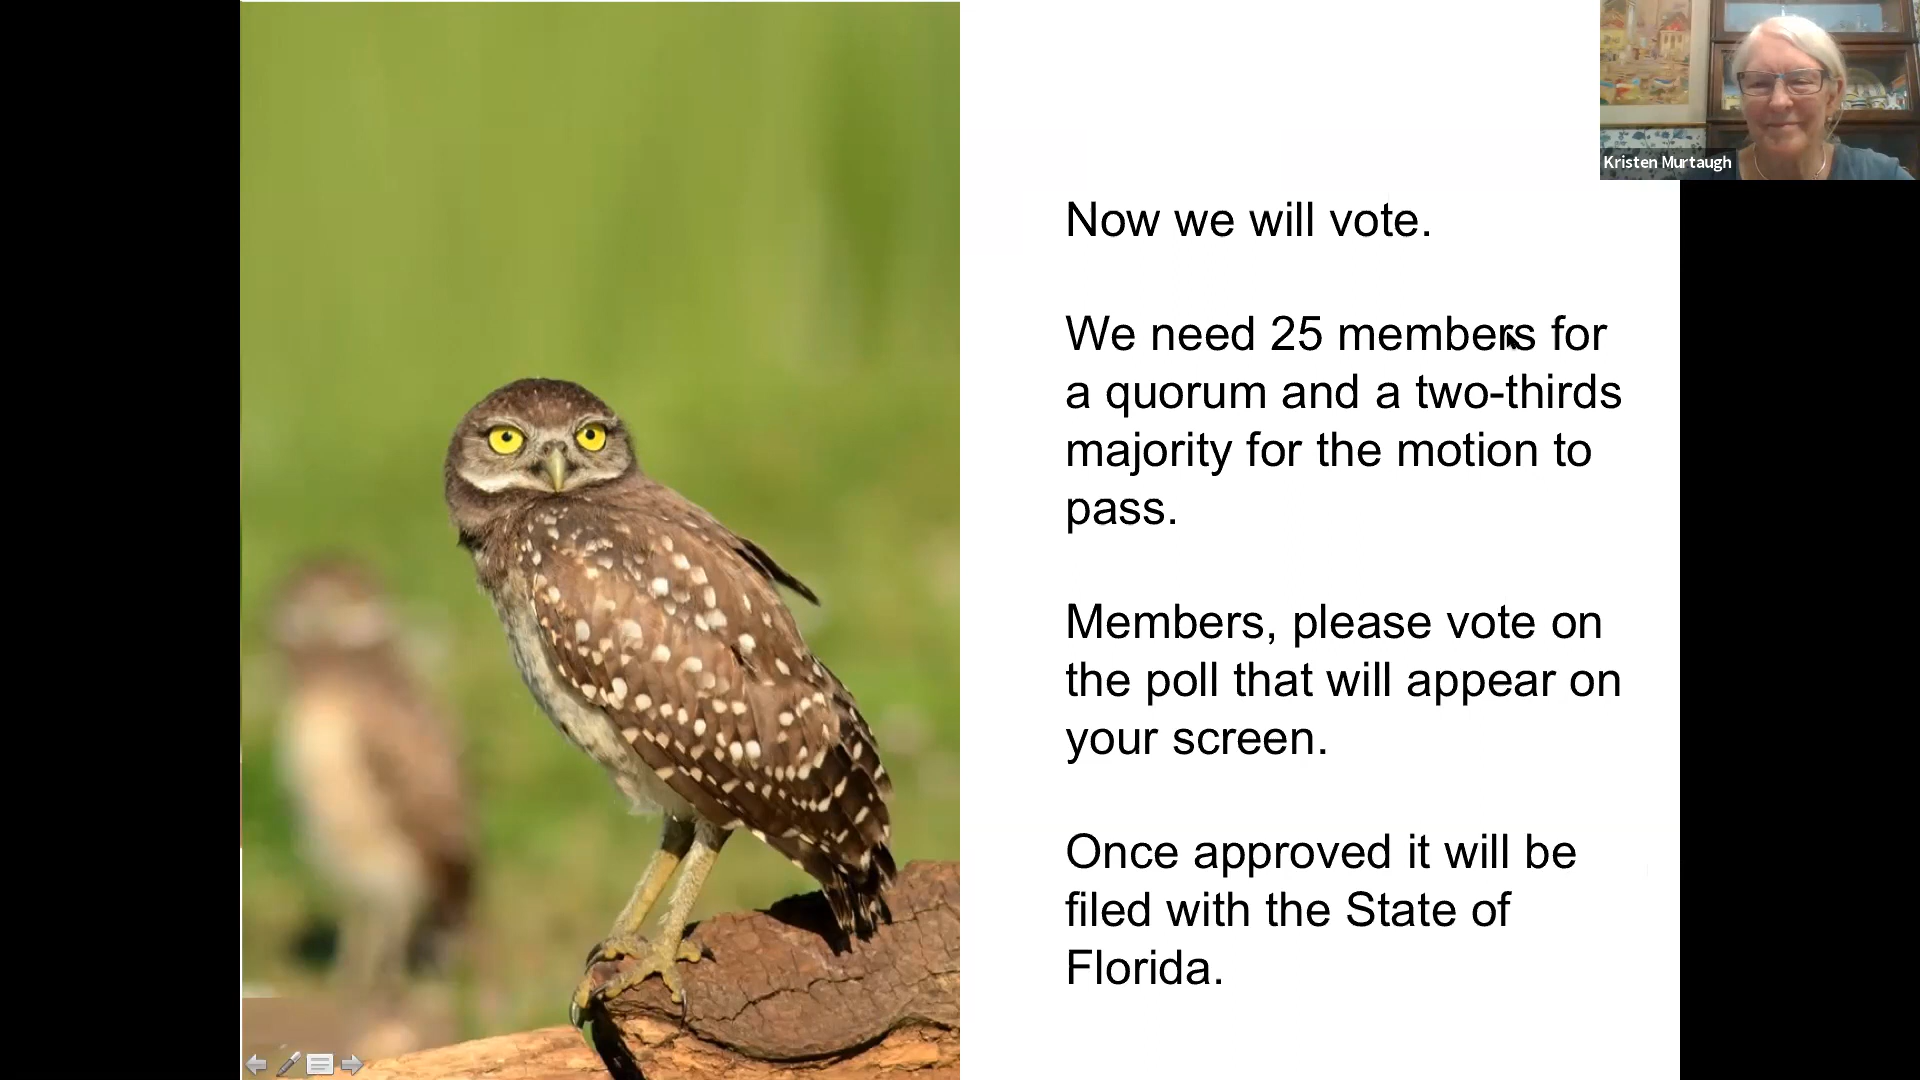 Kristen Murtaugh
Now we will vote.
We need 25 members for
a quorum and a two-thirds
majority for the motion to
pass.
Members, please vote on
the poll that will appear on
your screen.
Once approved it will be
filed with the State of
Florida.